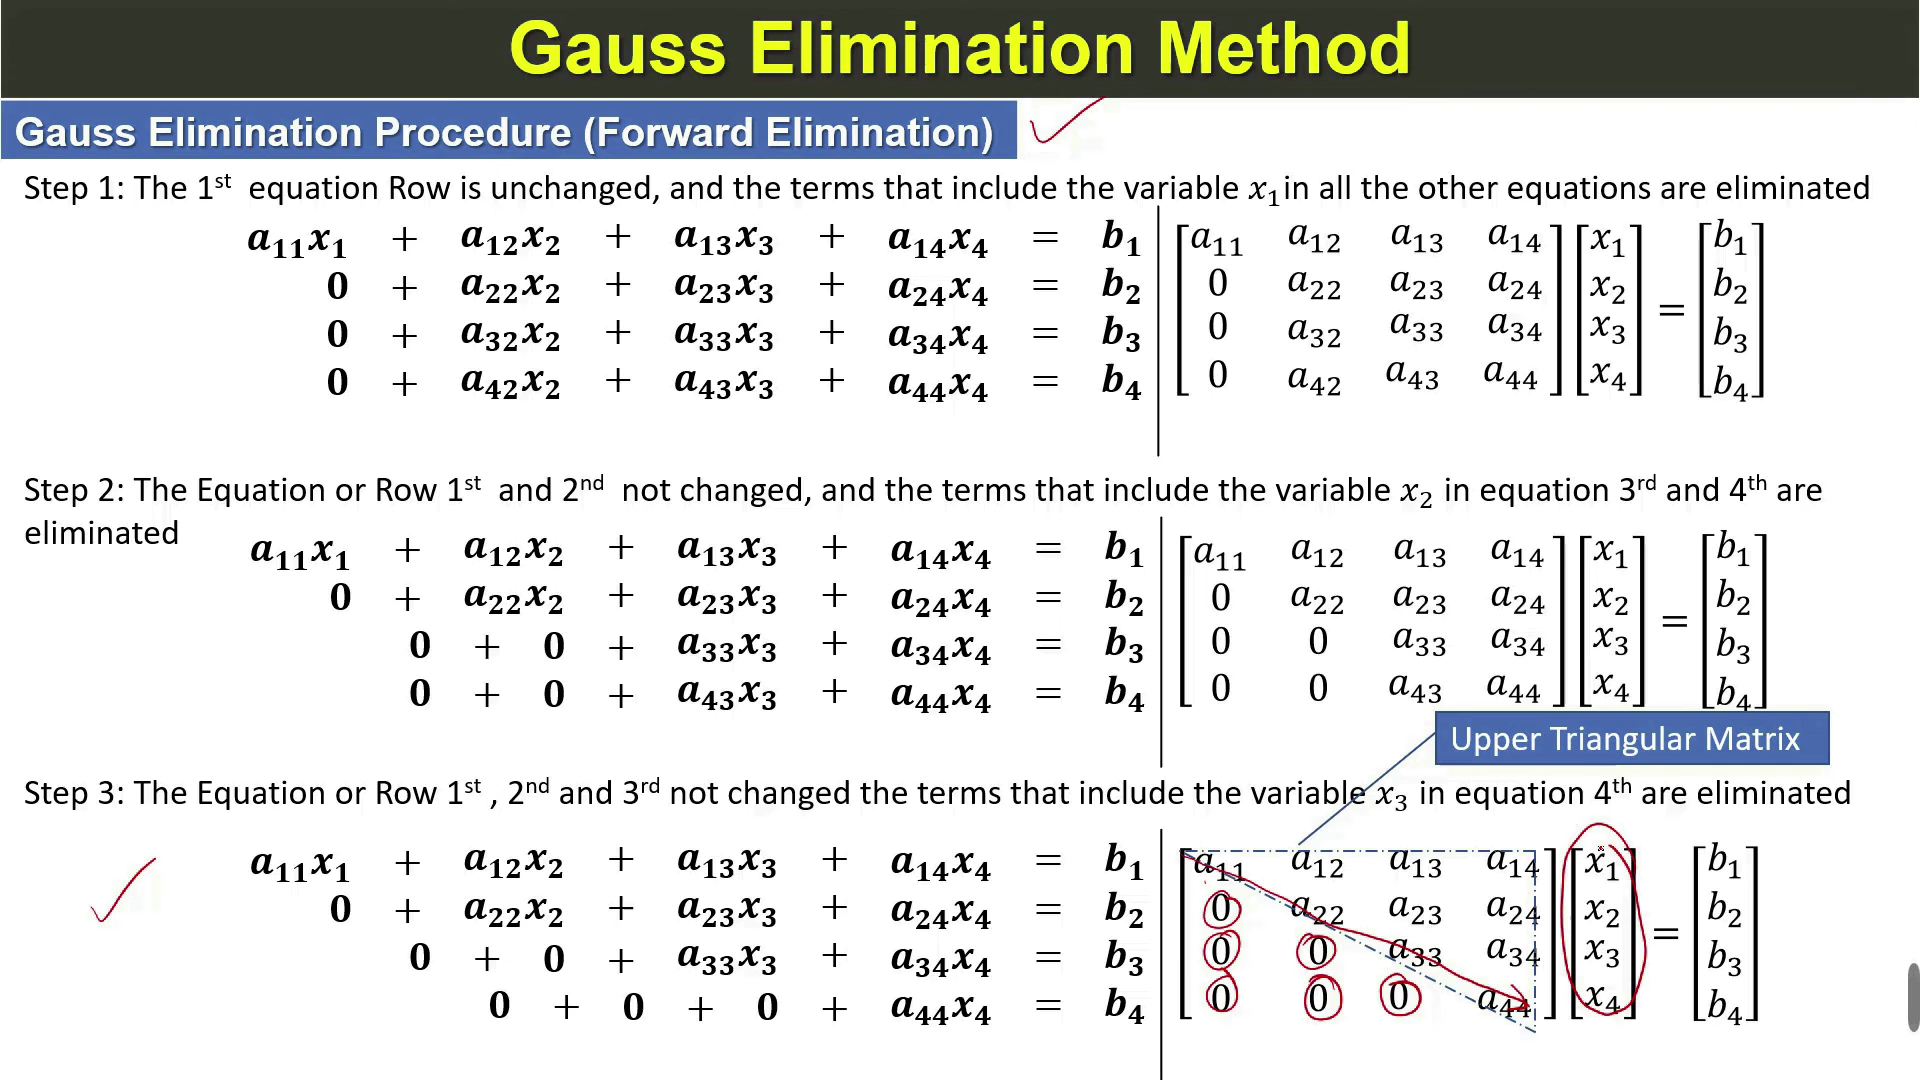 Gauss Elimination Method
Gauss Elimination Procedure (Forward Elimination)
Step 1: The 1st equation Row is unchanged, and the terms that include the variable x₁ in all the other equations are eliminated
a₁₁x₁ + a₁₂x₂ + a₁₃x₃ + a₁₄x₄ = b₁
0 + a₂₂x₂ + a₂₃x₃ + a₂₄x₄ = b₂
0 + a₃₂x₂ + a₃₃x₃ + a₃₄x₄ = b₃
0 + a₄₂x₂ + a₄₃x₃ + a₄₄x₄ = b₄
[a₁₁ a₁₂ a₁₃ a₁₄] [x₁] [b₁]
[0 a₂₂ a₂₃ a₂₄] [x₂] = [b₂]
[0 a₃₂ a₃₃ a₃₄] [x₃] [b₃]
[0 a₄₂ a₄₃ a₄₄] [x₄] [b₄]
Step 2: The Equation or Row 1st and 2nd not changed, and the terms that include the variable x₂ in equation 3rd and 4th are
eliminated
a₁₁x₁ + a₁₂x₂ + a₁₃x₃ + a₁₄x₄ = b₁
0 + a₂₂x₂ + a₂₃x₃ + a₂₄x₄ = b₂
0 + 0 + a₃₃x₃ + a₃₄x₄ = b₃
0 + 0 + a₄₃x₃ + a₄₄x₄ = b₄
[a₁₁ a₁₂ a₁₃ a₁₄] [x₁] [b₁]
[0 a₂₂ a₂₃ a₂₄] [x₂] = [b₂]
[0 0 a₃₃ a₃₄] [x₃] [b₃]
[0 0 a₄₃ a₄₄] [x₄] [b₄]
Upper Triangular Matrix
Step 3: The Equation or Row 1st , 2nd and 3rd not changed the terms that include the variable x₃ in equation 4th are eliminated
a₁₁x₁ + a₁₂x₂ + a₁₃x₃ + a₁₄x₄ = b₁
0 + a₂₂x₂ + a₂₃x₃ + a₂₄x₄ = b₂
0 + 0 + a₃₃x₃ + a₃₄x₄ = b₃
0 + 0 + 0 + a₄₄x₄ = b₄
[a₁₁ a₁₂ a₁₃ a₁₄] [x₁] [b₁]
[0 a₂₂ a₂₃ a₂₄] [x₂] = [b₂]
[0 0 a₃₃ a₃₄] [x₃] [b₃]
[0 0 0 a₄₄] [x₄] [b₄]